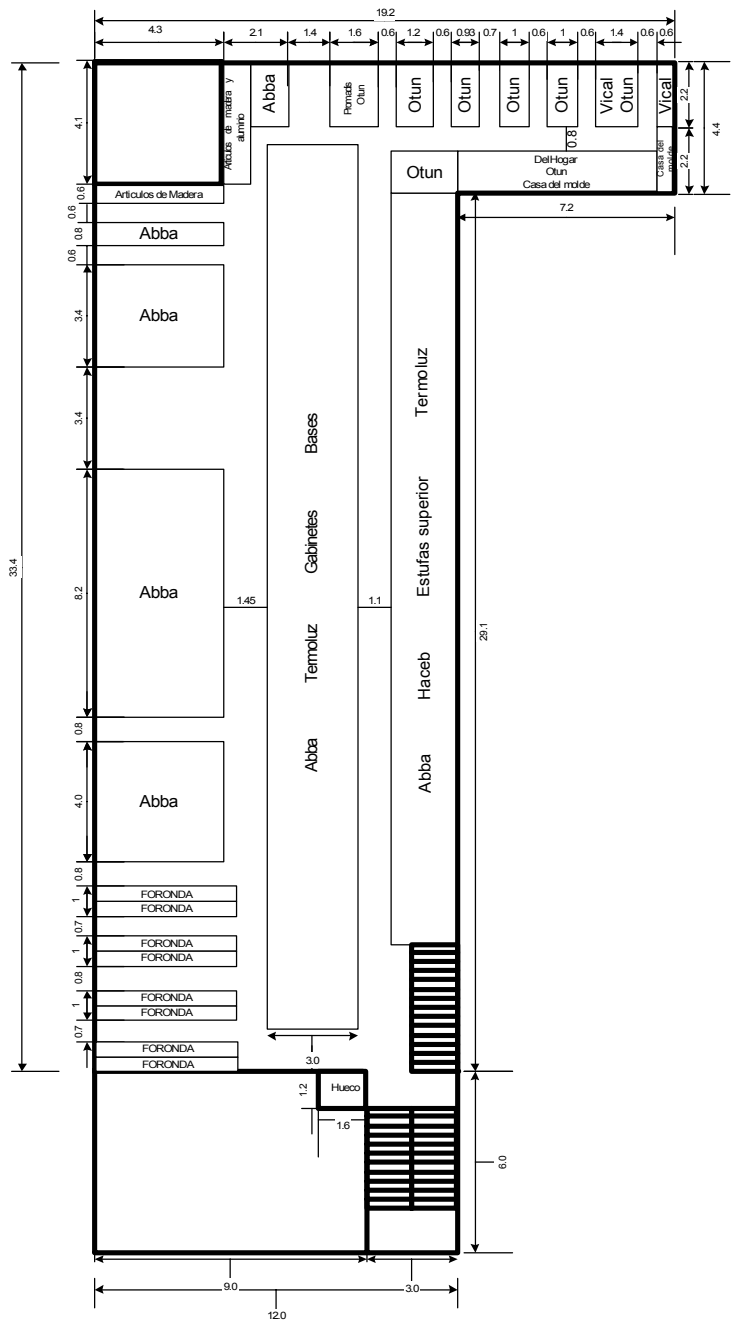 19.2
4.3
2.1
1.4
1.6
0.6
1.2
0.6
0.93
0.7
1
0.6
1
0.6
1.4
0.6
0.6
4.1
Articulos de madera y
aluminio
Abba
Otun
Otun
Otun
Otun
Otun
Vical
Otun
Vical
2.2
4.4
0.8
Otun
Del Hogar
Otun
Casa del molde
Casa del
molde
2.2
7.2
0.6
Articulos de Madera
0.6
0.8
Abba
0.6
3.4
Abba
3.4
33.4
8.2
Abba
1.45
Abba Termoluz Gabinetes Bases
1.1
Abba Haceb Estufas superior Termoluz
29.1
0.8
4.0
Abba
0.8
1
FORONDA
FORONDA
0.7
1
FORONDA
FORONDA
0.8
1
FORONDA
FORONDA
0.7
FORONDA
FORONDA
3.0
1.2
Hueco
1.6
6.0
9.0
3.0
12.0